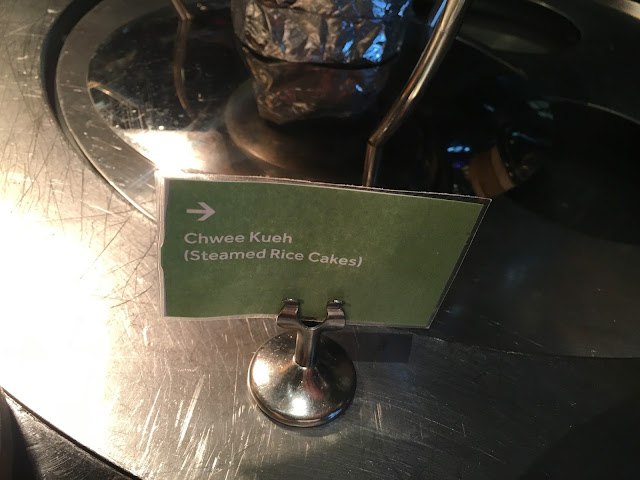 →
Chwee Kueh
(Steamed Rice Cakes)